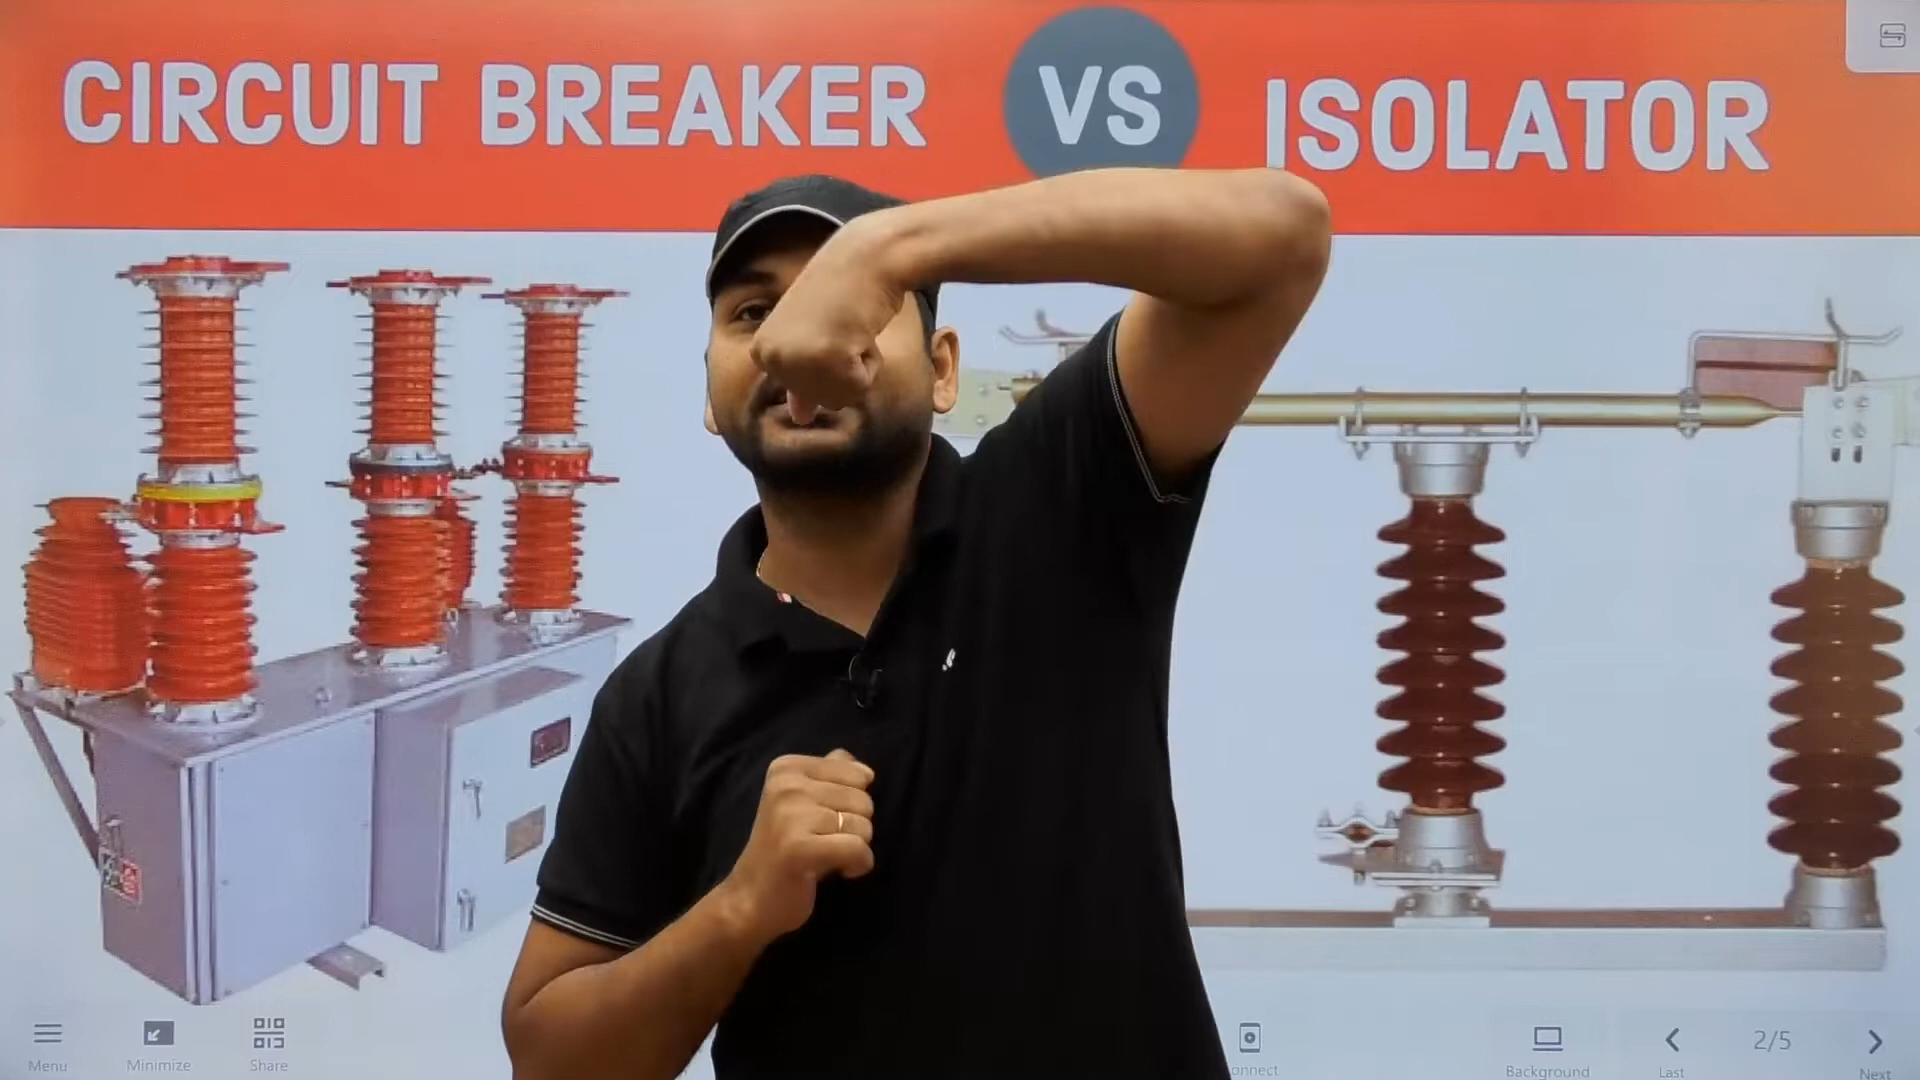 CIRCUIT BREAKER VS ISOLATOR
Menu
Minimize
Share
onnect
Background
Last
2/5
Next